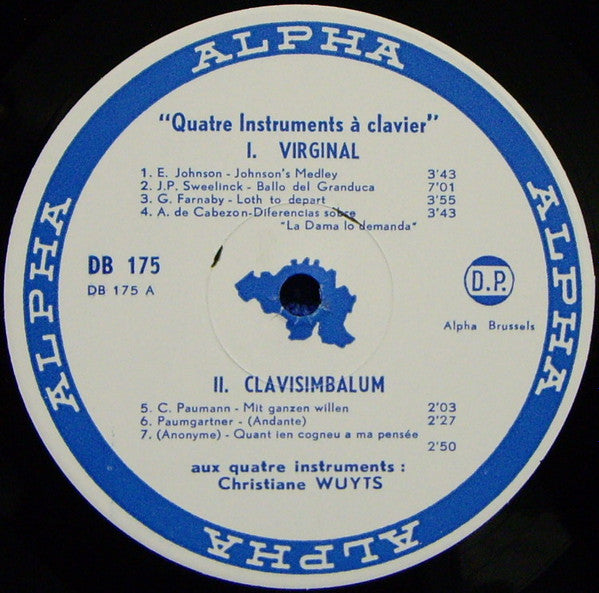 ALPHA
"Quatre Instruments à clavier"
I. VIRGINAL
1. E. Johnson - Johnson's Medley 3'43
2. J.P. Sweelinck - Ballo del Granduca 7'01
3. G. Farnaby - Loth to depart 3'55
4. A. de Cabezon-Diferencias sobre 3'43
"La Dama lo demanda"
ALPHA
ALPHA
DB 175
DB 175 A
D.P.
Alpha Brussels
II. CLAVISIMBALUM
5. C. Paumann - Mit ganzen willen 2'03
6. Paumgartner - (Andante) 2'27
7. (Anonyme) - Quant ien cogneu a ma pensée
2'50
aux quatre instruments :
Christiane WUYTS
ALPHA